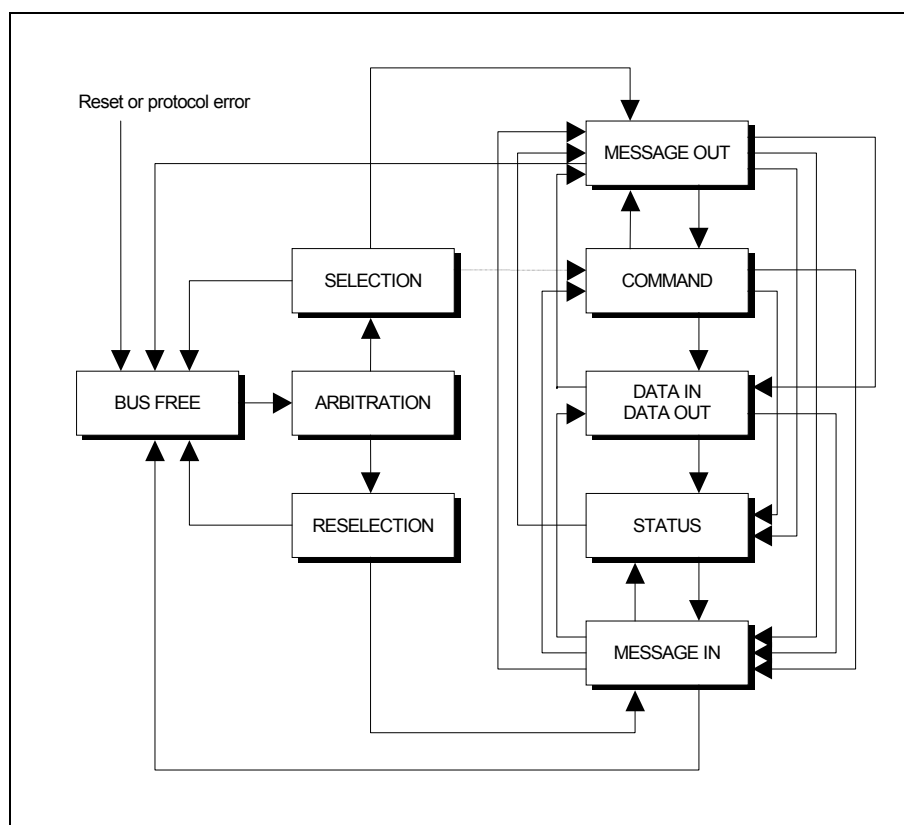 Reset or protocol error
MESSAGE OUT
SELECTION
COMMAND
BUS FREE
ARBITRATION
DATA IN
DATA OUT
RESELECTION
STATUS
MESSAGE IN